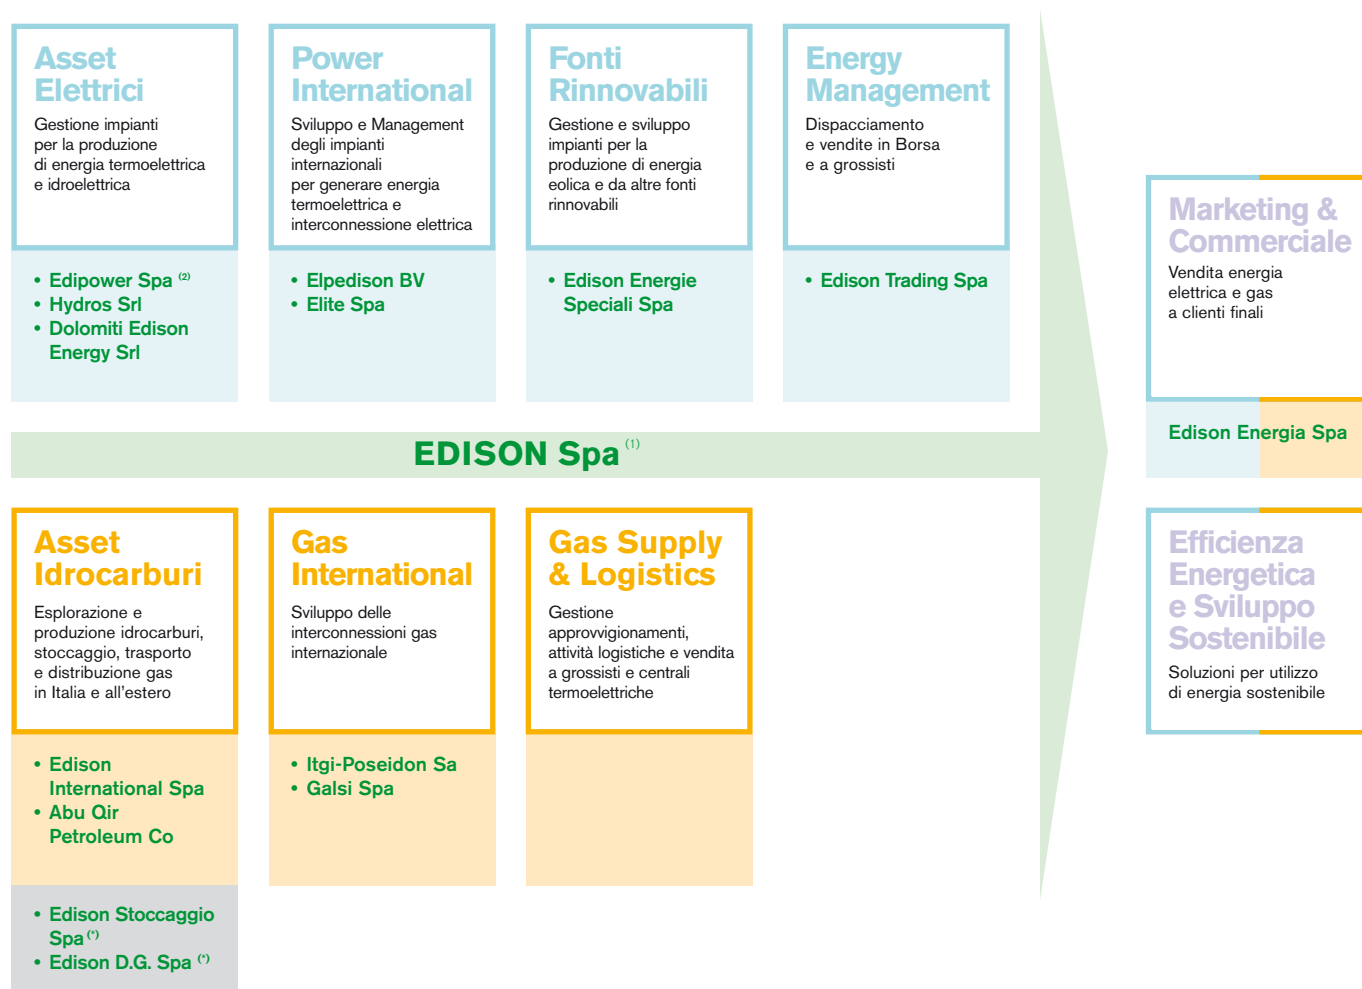 Asset
Elettrici
Gestione impianti
per la produzione
di energia termoelettrica
e idroelettrica
• Edipower Spa (2)
• Hydros Srl
• Dolomiti Edison
Energy Srl
Power
International
Sviluppo e Management
degli impianti
internazionali
per generare energia
termoelettrica e
interconnessione elettrica
• Elpedison BV
• Elite Spa
Fonti
Rinnovabili
Gestione e sviluppo
impianti per la
produzione di energia
eolica e da altre fonti
rinnovabili
• Edison Energie
Speciali Spa
Energy
Management
Dispacciamento
e vendite in Borsa
e a grossisti
• Edison Trading Spa
EDISON Spa (1)
Asset
Idrocarburi
Esplorazione e
produzione idrocarburi,
stoccaggio, trasporto
e distribuzione gas
in Italia e all'estero
• Edison
International Spa
• Abu Qir
Petroleum Co
• Edison Stoccaggio
Spa (*)
• Edison D.G. Spa (*)
Gas
International
Sviluppo delle
interconnessioni gas
internazionale
• Itgi-Poseidon Sa
• Galsi Spa
Gas Supply
& Logistics
Gestione
approvvigionamenti,
attività logistiche e vendita
a grossisti e centrali
termoelettriche
Marketing &
Commerciale
Vendita energia
elettrica e gas
a clienti finali
Edison Energia Spa
Efficienza
Energetica
e Sviluppo
Sostenibile
Soluzioni per utilizzo
di energia sostenibile